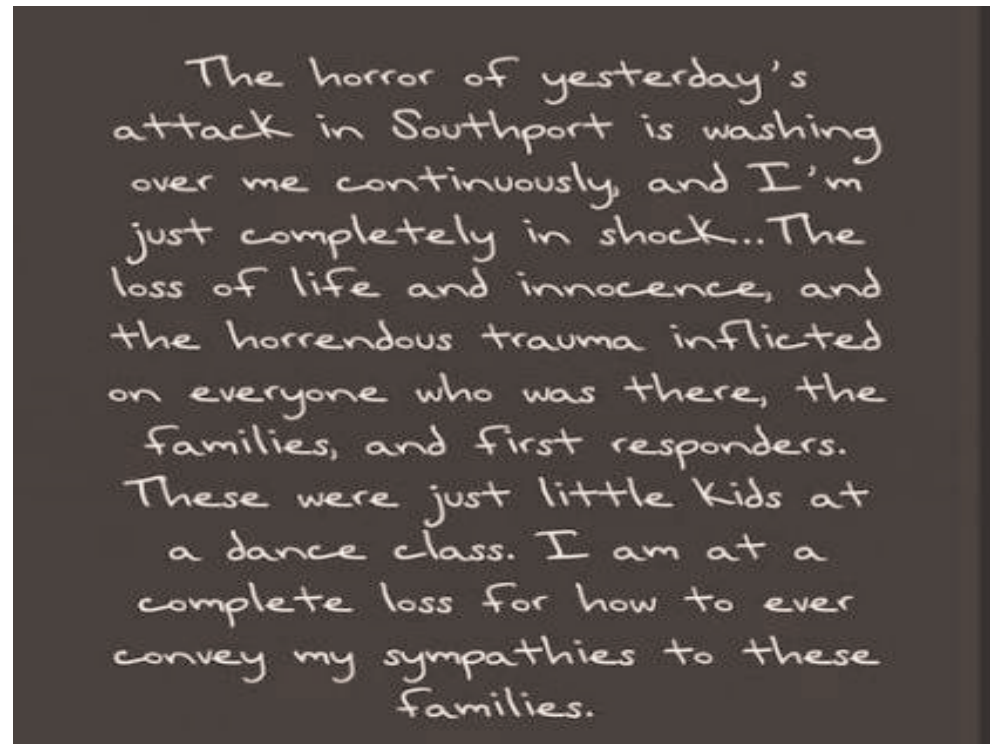 The horror of yesterday's
attack in Southport is washing
over me continuously, and I'm
just completely in shock...The
loss of life and innocence, and
the horrendous trauma inflicted
on everyone who was there, the
families, and first responders.
These were just little kids at
a dance class. I am at a
complete loss for how to ever
convey my sympathies to these
families.